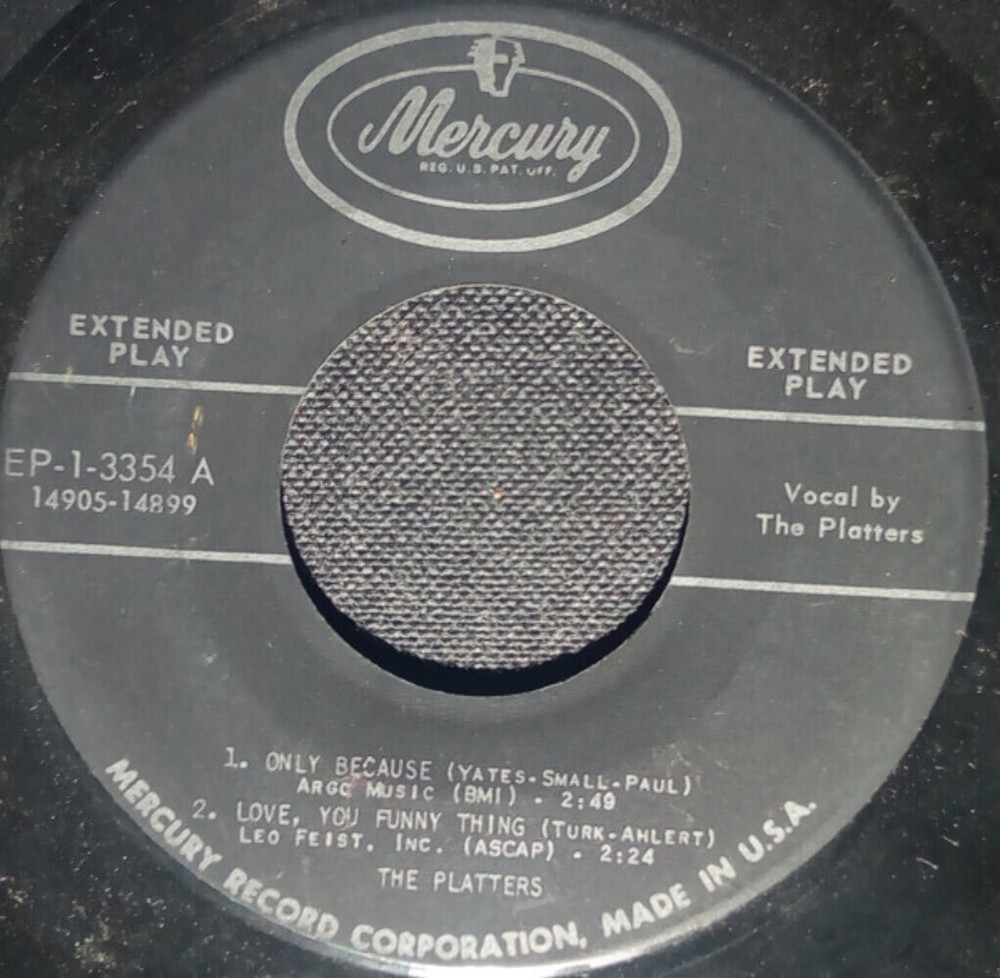 Mercury
REG. U.S. PAT. OFF.
EXTENDED
PLAY
EXTENDED
PLAY
EP-1-3354 A
14905-14899
Vocal by
The Platters
1. ONLY BECAUSE (YATES-SMALL-PAUL)
ARGO MUSIC (BMI) - 2:49
2. LOVE, YOU FUNNY THING (TURK-AHLERT)
LEO FEIST. INC. (ASCAP) - 2:24
THE PLATTERS
MERCURY RECORD CORPORATION, MADE IN U.S.A.